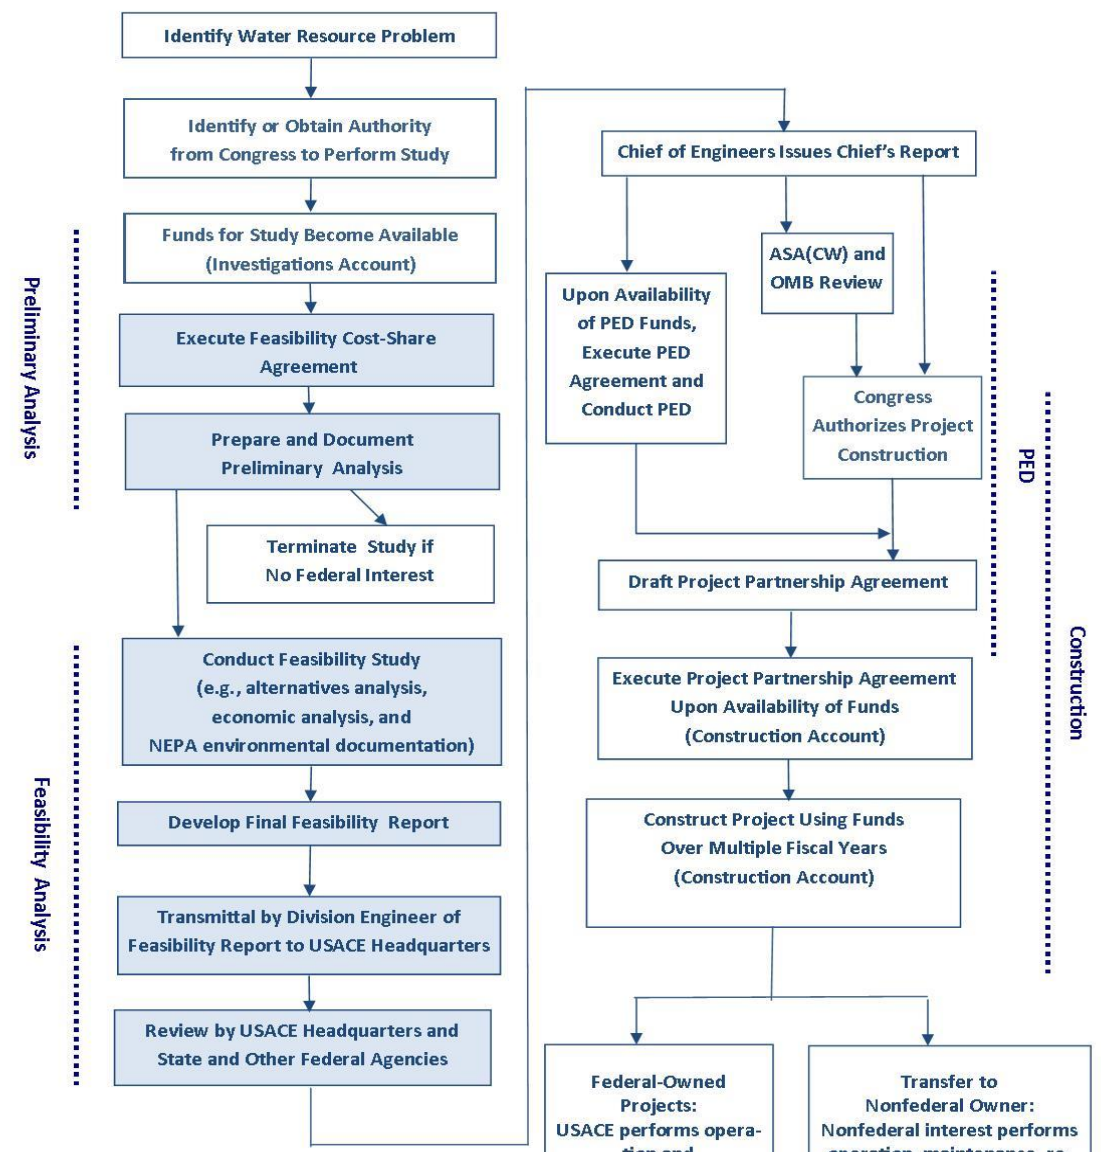 Identify Water Resource Problem
Identify or Obtain Authority
from Congress to Perform Study
Funds for Study Become Available
(Investigations Account)
Execute Feasibility Cost-Share
Agreement
Prepare and Document
Preliminary Analysis
Terminate Study if
No Federal Interest
Conduct Feasibility Study
(e.g., alternatives analysis,
economic analysis, and
NEPA environmental documentation)
Develop Final Feasibility Report
Transmittal by Division Engineer of
Feasibility Report to USACE Headquarters
Review by USACE Headquarters and
State and Other Federal Agencies
Preliminary Analysis
Feasibility Analysis
Chief of Engineers Issues Chief's Report
ASA(CW) and
OMB Review
Upon Availability
of PED Funds,
Execute PED
Agreement and
Conduct PED
Congress
Authorizes Project
Construction
Draft Project Partnership Agreement
Execute Project Partnership Agreement
Upon Availability of Funds
(Construction Account)
Construct Project Using Funds
Over Multiple Fiscal Years
(Construction Account)
PED
Construction
Federal-Owned
Projects:
USACE performs opera-
tion and
Transfer to
Nonfederal Owner:
Nonfederal interest performs
operation, maintenance, re-